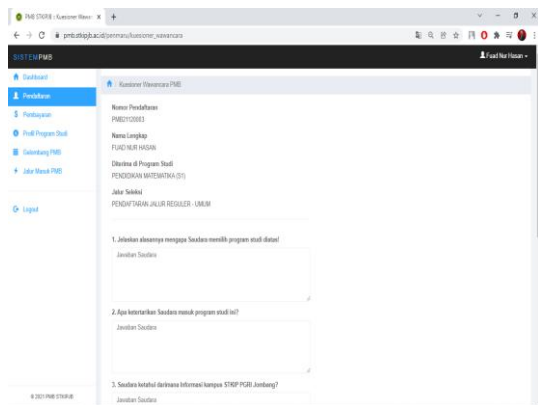 PMB STKIPJB : Kuesioner Wawan
pmb.stkipjb.ac.id/penmaru/kuesioner_wawancara
SISTEMPMB
Fuad Nur Hasan
Dashboard
Pendaftaran
Pembayaran
Profil Program Studi
Gelombang PMB
Jalur Masuk PMB
Logout
© 2021 PMB STKIPJB
/ Kuesioner Wawancara PMB
Nomor Pendaftaran
PMB21120003
Nama Lengkap
FUAD NUR HASAN
Diterima di Program Studi
PENDIDIKAN MATEMATIKA (S1)
Jalur Seleksi
PENDAFTARAN JALUR REGULER - UMUM
1. Jelaskan alasannya mengapa Saudara memilih program studi diatas!
Jawaban Saudara
2. Apa ketertarikan Saudara masuk program studi ini?
Jawaban Saudara
3. Saudara ketahui darimana Informasi kampus STKIP PGRI Jombang?
Jawaban Saudara